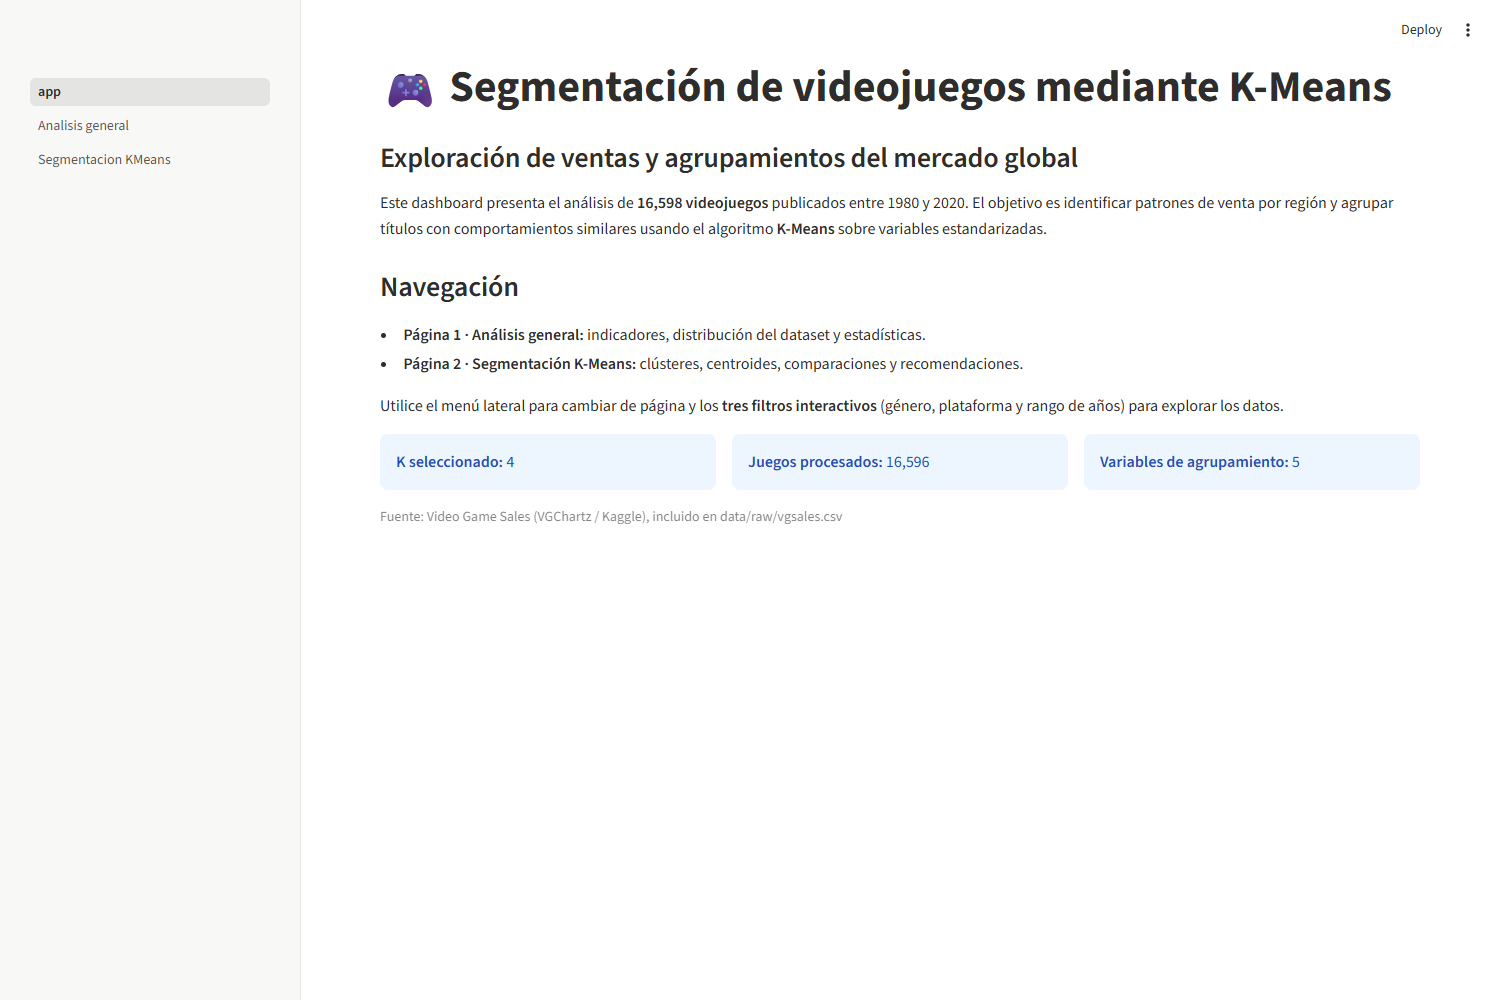 Deploy
app
Analisis general
Segmentacion KMeans
Segmentación de videojuegos mediante K-Means
Exploración de ventas y agrupamientos del mercado global
Este dashboard presenta el análisis de 16,598 videojuegos publicados entre 1980 y 2020. El objetivo es identificar patrones de venta por región y agrupar
títulos con comportamientos similares usando el algoritmo K-Means sobre variables estandarizadas.
Navegación
• Página 1 · Análisis general: indicadores, distribución del dataset y estadísticas.
• Página 2 · Segmentación K-Means: clústeres, centroides, comparaciones y recomendaciones.
Utilice el menú lateral para cambiar de página y los tres filtros interactivos (género, plataforma y rango de años) para explorar los datos.
K seleccionado: 4
Juegos procesados: 16,596
Variables de agrupamiento: 5
Fuente: Video Game Sales (VGChartz / Kaggle), incluido en data/raw/vgsales.csv